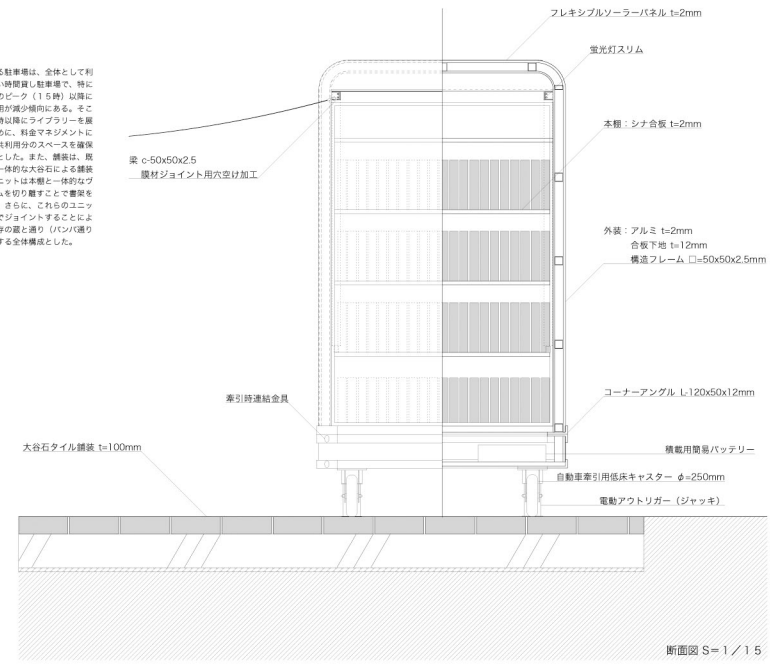 フレキシブルソーラーパネル t=2mm
蛍光灯スリム
る駐車場は、全体として利
い時間貸し駐車場で、特に
のピーク（１５時）以降に
用が減少傾向にある。そこ
時以降にライブラリーを展
めに、料金マネジメントに
共利用分のスペースを確保
とした。また、舗装は、既
一体的な大谷石による舗装
ニットは本棚と一体的なヴ
ムを切り離すことで書架を
。さらに、これらのユニッ
でジョイントすることによ
存の蔵と通り（バンバ通り
する全体構成とした。
本棚：シナ合板 t=2mm
梁 c-50x50x2.5
膜材ジョイント用穴空け加工
外装：アルミ t=2mm
合板下地 t=12mm
構造フレーム □=50x50x2.5mm
牽引時連結金具
コーナーアングル L-120x50x12mm
大谷石タイル舗装 t=100mm
積載用簡易バッテリー
自動車牽引用低床キャスター φ=250mm
電動アウトリガー（ジャッキ）
断面図 S=１／１５